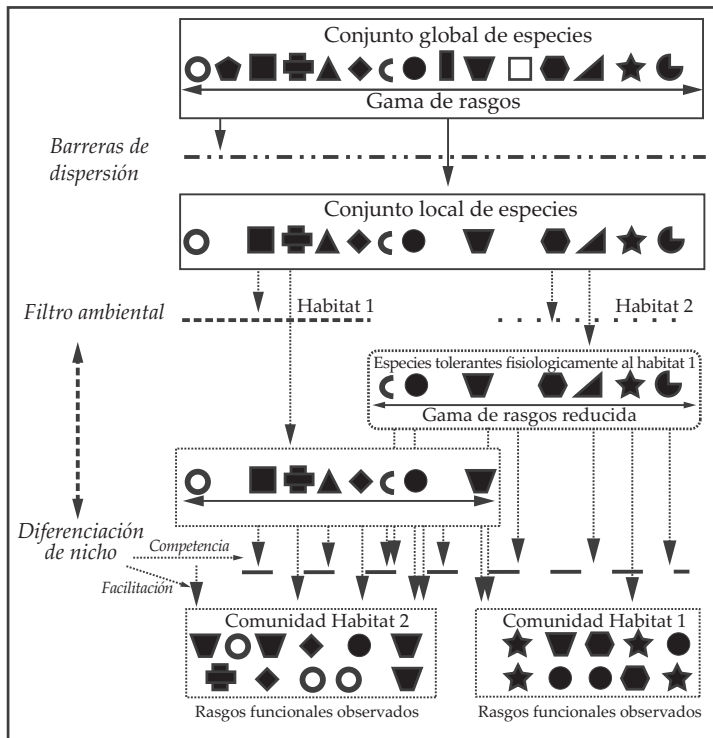 Conjunto global de especies
Gama de rasgos
Barreras de
dispersión
Conjunto local de especies
Filtro ambiental
Habitat 1
Habitat 2
Especies tolerantes fisiologicamente al habitat 1
Gama de rasgos reducida
Diferenciación
de nicho
Competencia
Facilitación
Comunidad Habitat 2
Comunidad Habitat 1
Rasgos funcionales observados
Rasgos funcionales observados